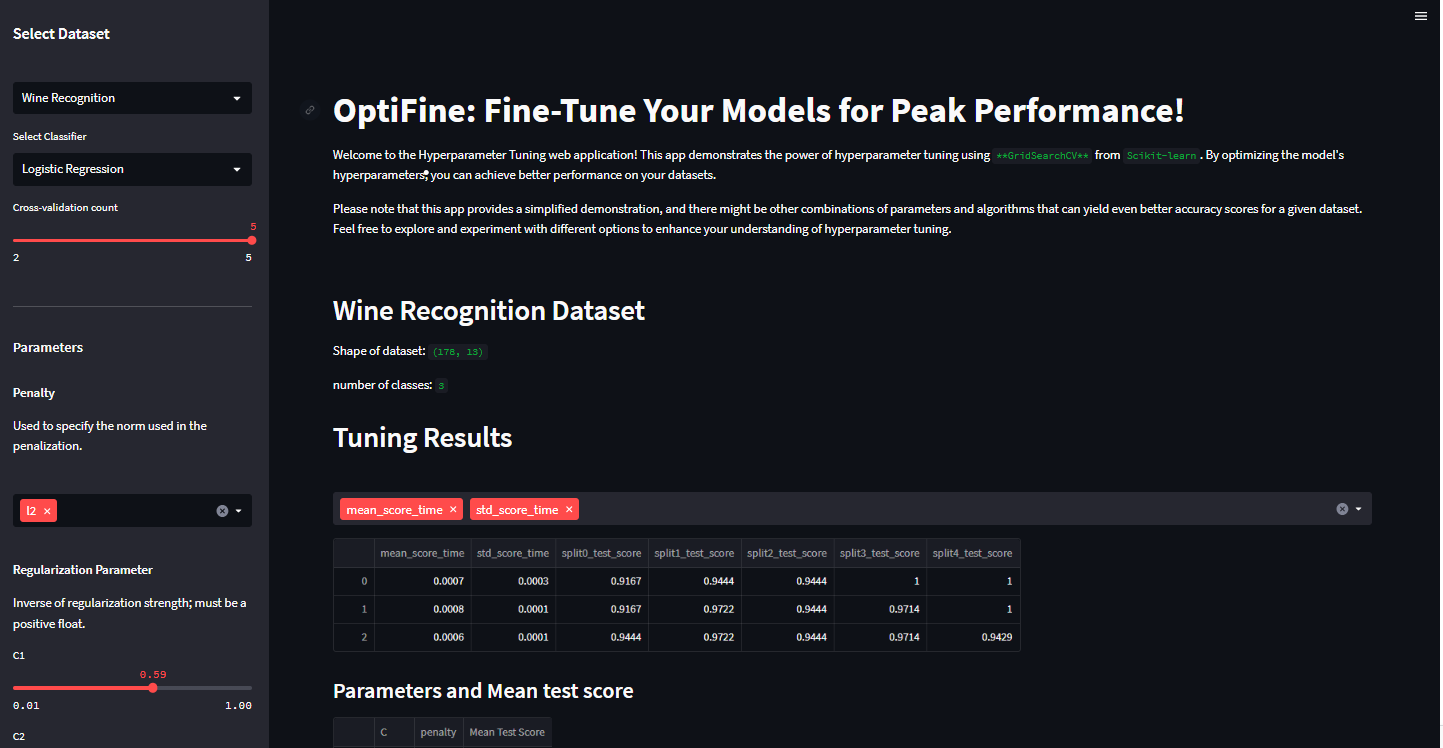 Select Dataset
Wine Recognition
Select Classifier
Logistic Regression
Cross-validation count
5
2 5
Parameters
Penalty
Used to specify the norm used in the
penalization.
l2 ×
Regularization Parameter
Inverse of regularization strength; must be a
positive float.
C1
0.59
0.01 1.00
C2
OptiFine: Fine-Tune Your Models for Peak Performance!
Welcome to the Hyperparameter Tuning web application! This app demonstrates the power of hyperparameter tuning using **GridSearchCV** from Scikit-learn. By optimizing the model's
hyperparameters, you can achieve better performance on your datasets.
Please note that this app provides a simplified demonstration, and there might be other combinations of parameters and algorithms that can yield even better accuracy scores for a given dataset.
Feel free to explore and experiment with different options to enhance your understanding of hyperparameter tuning.
Wine Recognition Dataset
Shape of dataset: (178, 13)
number of classes: 3
Tuning Results
mean_score_time × std_score_time ×
mean_score_time std_score_time split0_test_score split1_test_score split2_test_score split3_test_score split4_test_score
0 0.0007 0.0003 0.9167 0.9444 0.9444 1 1
1 0.0008 0.0001 0.9167 0.9722 0.9444 0.9714 1
2 0.0006 0.0001 0.9444 0.9722 0.9444 0.9714 0.9429
Parameters and Mean test score
C penalty Mean Test Score